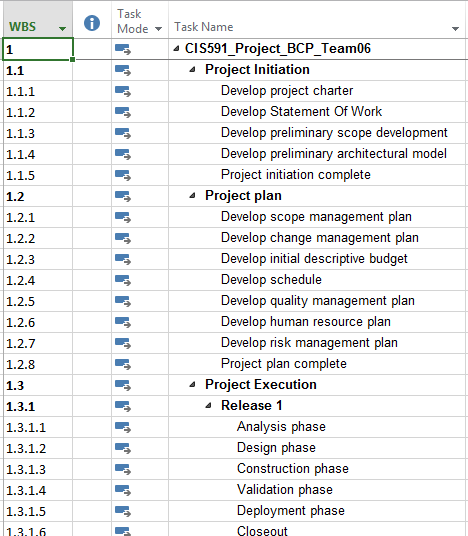 WBS Task Mode Task Name
1 CIS591_Project_BCP_Team06
1.1 Project Initiation
1.1.1 Develop project charter
1.1.2 Develop Statement Of Work
1.1.3 Develop preliminary scope development
1.1.4 Develop preliminary architectural model
1.1.5 Project initiation complete
1.2 Project plan
1.2.1 Develop scope management plan
1.2.2 Develop change management plan
1.2.3 Develop initial descriptive budget
1.2.4 Develop schedule
1.2.5 Develop quality management plan
1.2.6 Develop human resource plan
1.2.7 Develop risk management plan
1.2.8 Project plan complete
1.3 Project Execution
1.3.1 Release 1
1.3.1.1 Analysis phase
1.3.1.2 Design phase
1.3.1.3 Construction phase
1.3.1.4 Validation phase
1.3.1.5 Deployment phase
1.3.1.6 Closeout